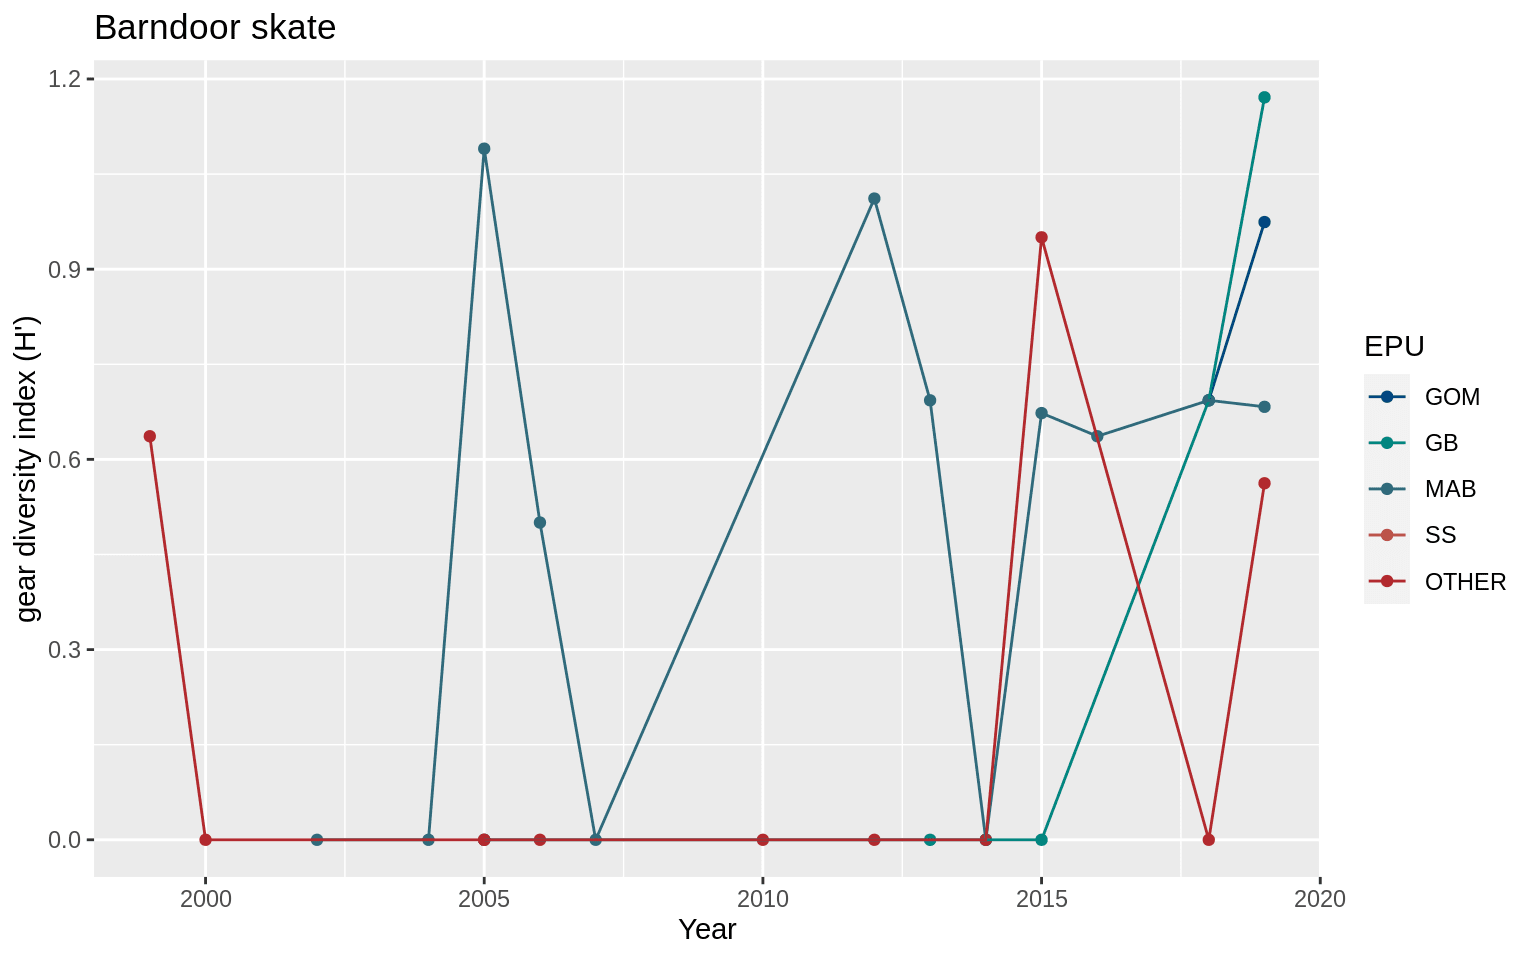 Barndoor skate
1.2
0.9
0.6
0.3
0.0
gear diversity index (H')
2000
2005
2010
2015
2020
Year
EPU
GOM
GB
MAB
SS
OTHER